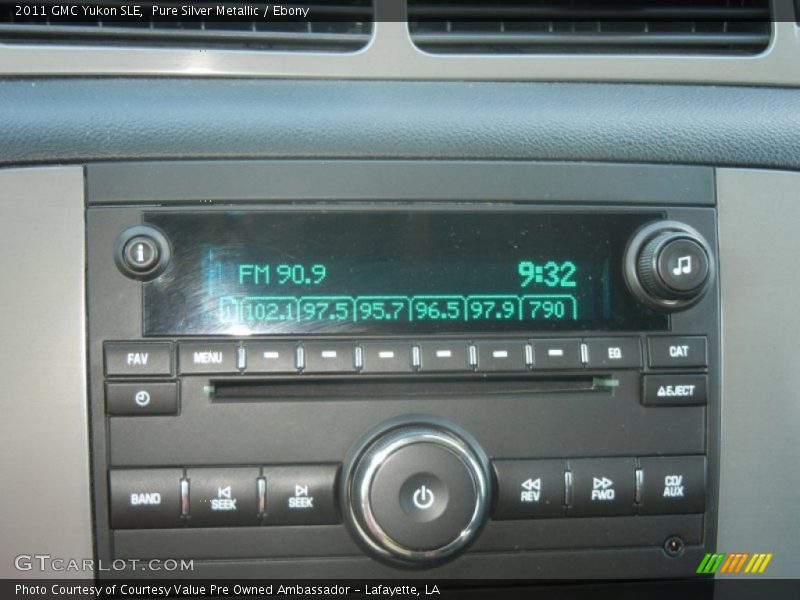 2011 GMC Yukon SLE, Pure Silver Metallic / Ebony
i
FM 90.9 9:32
1 102.1 97.5 95.7 96.5 97.9 790
FAV MENU EQ CAT
EJECT
BAND SEEK SEEK REV FWD CD/AUX
GTCARLOT.COM
Photo Courtesy of Courtesy Value Pre Owned Ambassador - Lafayette, LA